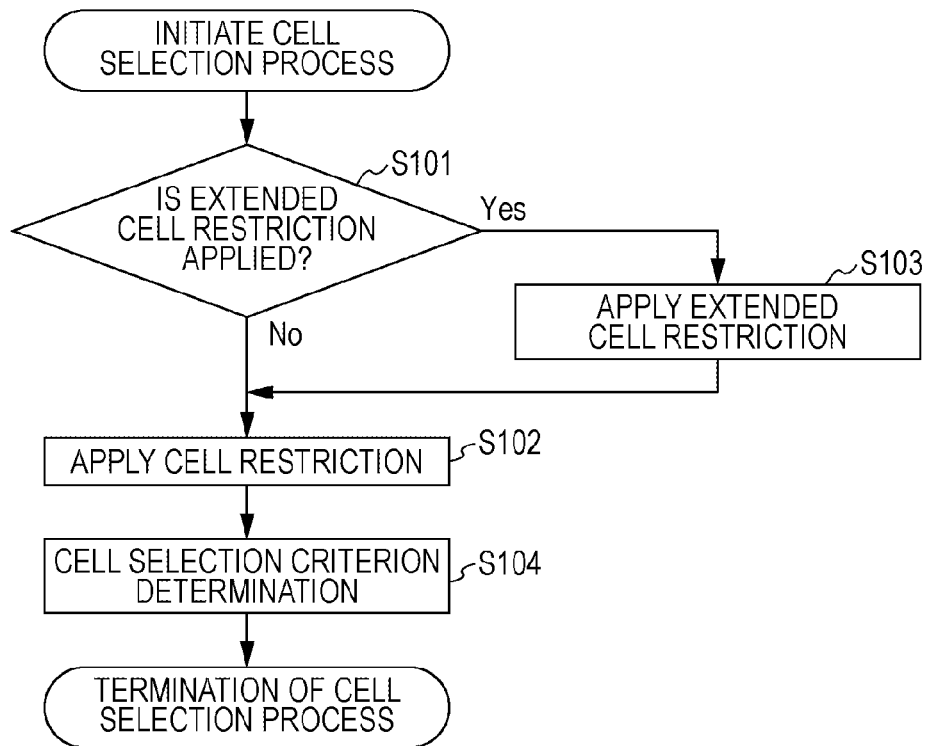 INITIATE CELL
SELECTION PROCESS
S101
IS EXTENDED
CELL RESTRICTION
APPLIED?
Yes
S103
APPLY EXTENDED
CELL RESTRICTION
No
S102
APPLY CELL RESTRICTION
CELL SELECTION CRITERION
DETERMINATION
S104
TERMINATION OF CELL
SELECTION PROCESS